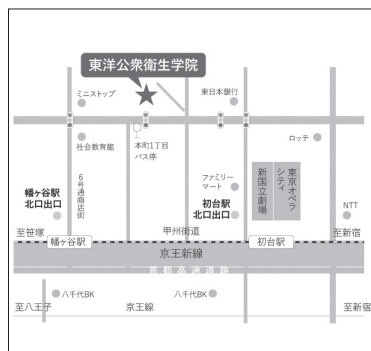 東洋公衆衛生学院
ミニストップ
東日本銀行
社会教育館
本町1丁目
バス停
ロッテ
6号通商店街
ファミリー
マート
新国立劇場
東京オペラ
シティ
幡ヶ谷駅
北口出口
初台駅
北口出口
NTT
至笹塚
甲州街道
至新宿
幡ヶ谷駅
初台駅
京王新線
首都高速道路
八千代BK
八千代BK
至八王子
京王線
至新宿